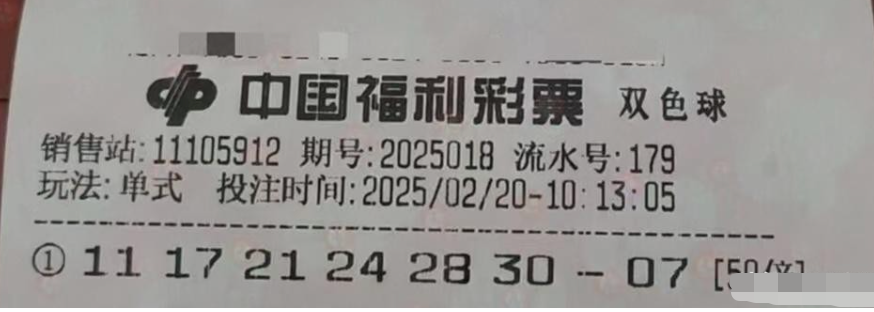 中国福利彩票 双色球
销售站:11105912 期号:2025018 流水号:179
玩法:单式 投注时间:2025/02/20-10:13:05
① 11 17 21 24 28 30 - 07